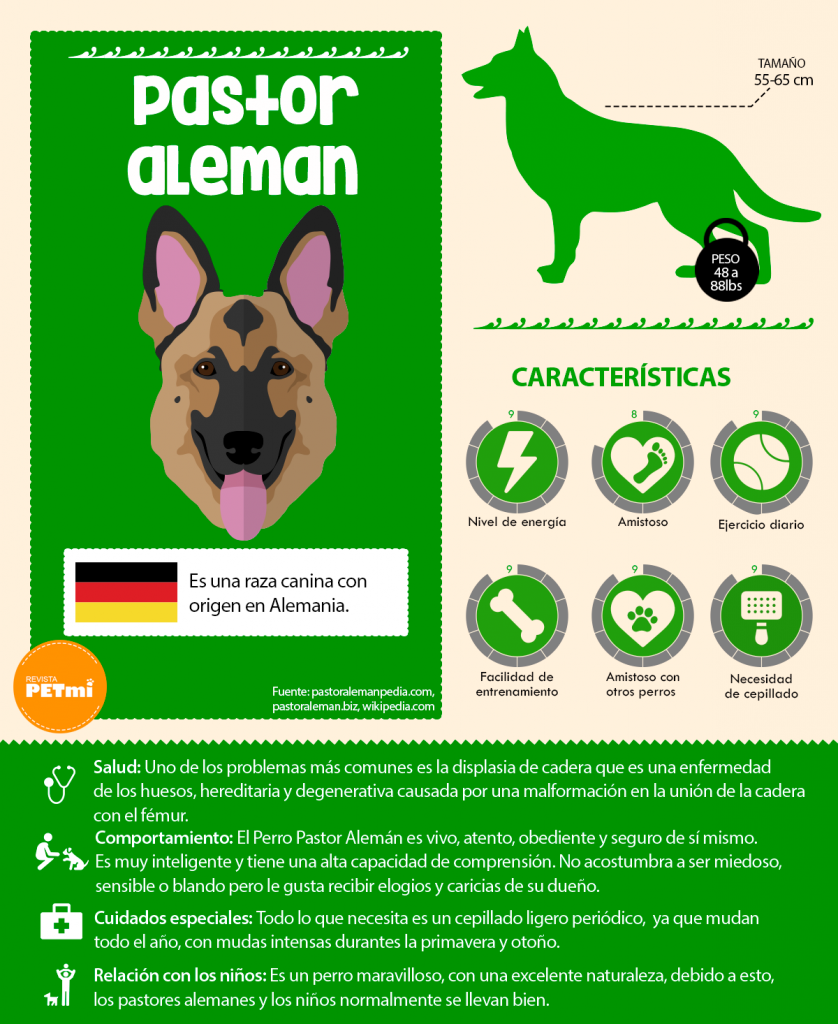 Pastor
aleman
TAMAÑO
55-65 cm
PESO
48 a
88lbs
Es una raza canina con
origen en Alemania.
REVISTA
PETmi
Fuente: pastoralemanpedia.com,
pastoraleman.biz, wikipedia.com
CARACTERÍSTICAS
9
Nivel de energía
8
Amistoso
9
Ejercicio diario
9
Facilidad de
entrenamiento
9
Amistoso con
otros perros
9
Necesidad
de cepillado
Salud: Uno de los problemas más comunes es la displasia de cadera que es una enfermedad
de los huesos, hereditaria y degenerativa causada por una malformación en la unión de la cadera
con el fémur.
Comportamiento: El Perro Pastor Alemán es vivo, atento, obediente y seguro de sí mismo.
Es muy inteligente y tiene una alta capacidad de comprensión. No acostumbra a ser miedoso,
sensible o blando pero le gusta recibir elogios y caricias de su dueño.
Cuidados especiales: Todo lo que necesita es un cepillado ligero periódico, ya que mudan
todo el año, con mudas intensas durantes la primavera y otoño.
Relación con los niños: Es un perro maravilloso, con una excelente naturaleza, debido a esto,
los pastores alemanes y los niños normalmente se llevan bien.